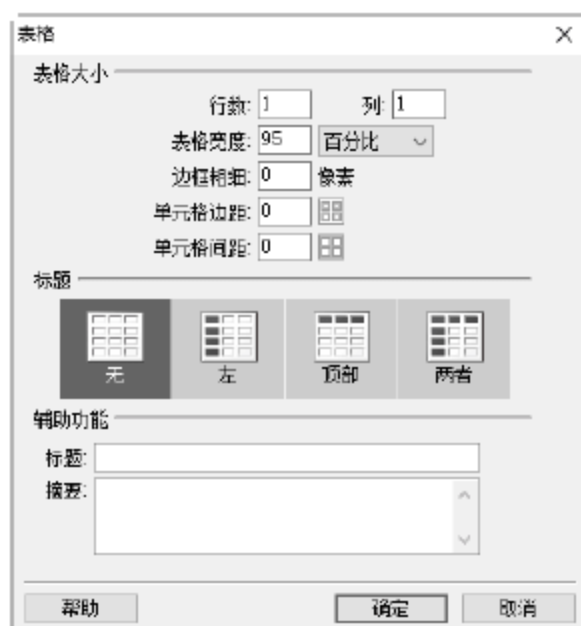 表格
表格大小
行数: 1 列: 1
表格宽度: 95 百分比
边框粗细: 0 像素
单元格边距: 0
单元格间距: 0
标题
无 左 顶部 两者
辅助功能
标题:
摘要:
帮助 确定 取消